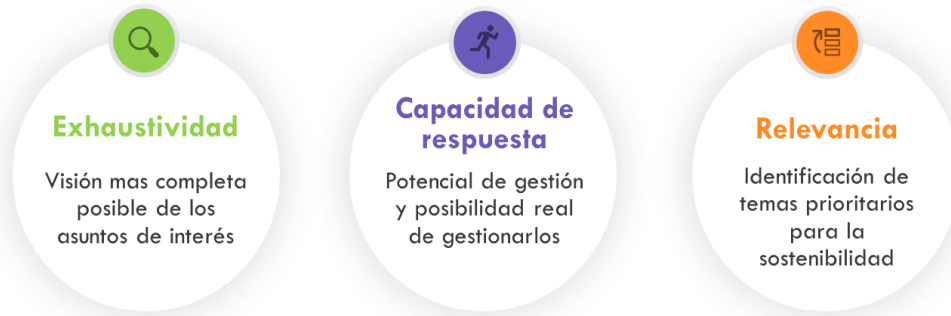 Exhaustividad
Visión mas completa
posible de los
asuntos de interés
Capacidad de
respuesta
Potencial de gestión
y posibilidad real
de gestionarlos
Relevancia
Identificación de
temas prioritarios
para la
sostenibilidad